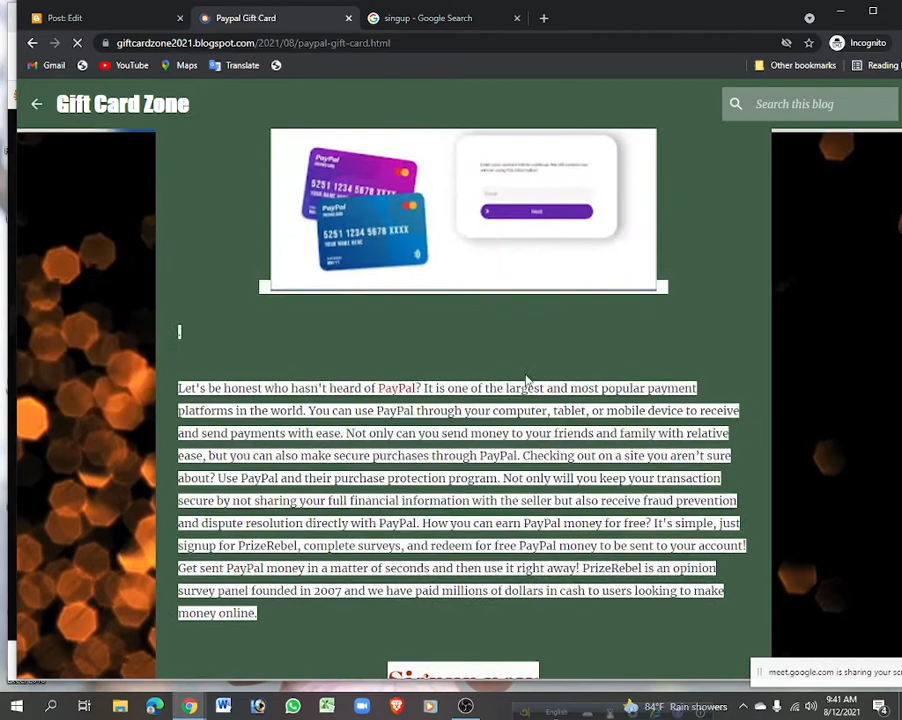 Post: Edit
Paypal Gift Card
singup - Google Search
giftcardzone2021.blogspot.com/2021/08/paypal-gift-card.html
Incognito
Gmail
YouTube
Maps
Translate
Other bookmarks
Reading
Gift Card Zone
Search this blog
PayPal
5251 1234 5678 XXXX
PayPal
5251 1234 5678 XXXX
YOUR NAME HERE
Next
Let's be honest who hasn't heard of PayPal? It is one of the largest and most popular payment
platforms in the world. You can use PayPal through your computer, tablet, or mobile device to receive
and send payments with ease. Not only can you send money to your friends and family with relative
ease, but you can also make secure purchases through PayPal. Checking out on a site you aren't sure
about? Use PayPal and their purchase protection program. Not only will you keep your transaction
secure by not sharing your full financial information with the seller but also receive fraud prevention
and dispute resolution directly with PayPal. How you can earn PayPal money for free? It's simple, just
signup for PrizeRebel, complete surveys, and redeem for free PayPal money to be sent to your account!
Get sent PayPal money in a matter of seconds and then use it right away! PrizeRebel is an opinion
survey panel founded in 2007 and we have paid millions of dollars in cash to users looking to make
money online.
meet.google.com is sharing your scr
English
84°F Rain showers
9:41 AM
8/12/2021
4